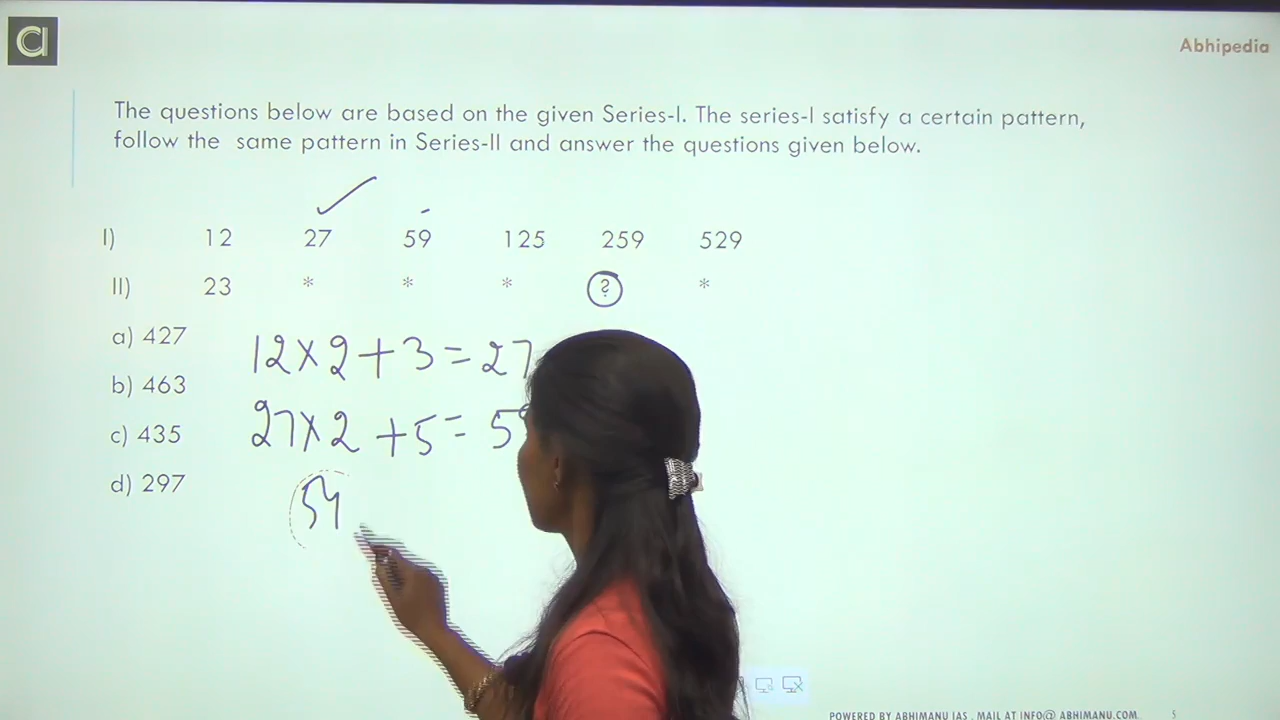 Abhipedia
The questions below are based on the given Series-I. The series-I satisfy a certain pattern,
follow the same pattern in Series-II and answer the questions given below.
I) 12 27 59 125 259 529
II) 23 * * * ? *
a) 427
b) 463
c) 435
d) 297
12 x 2 + 3 = 27
27 x 2 + 5 = 59
54
POWERED BY ABHIMANU IAS . MAIL AT INFO@ ABHIMANU.COM 5